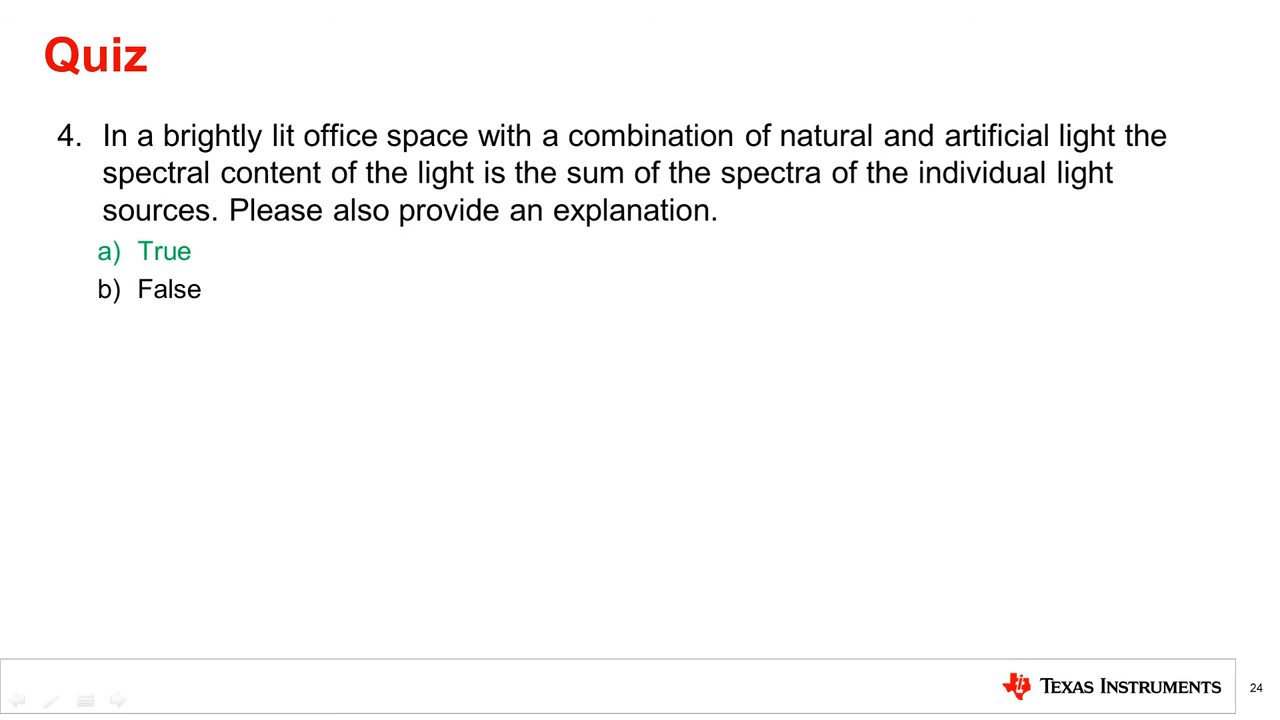 Quiz
4. In a brightly lit office space with a combination of natural and artificial light the
spectral content of the light is the sum of the spectra of the individual light
sources. Please also provide an explanation.
a) True
b) False
TEXAS INSTRUMENTS
24